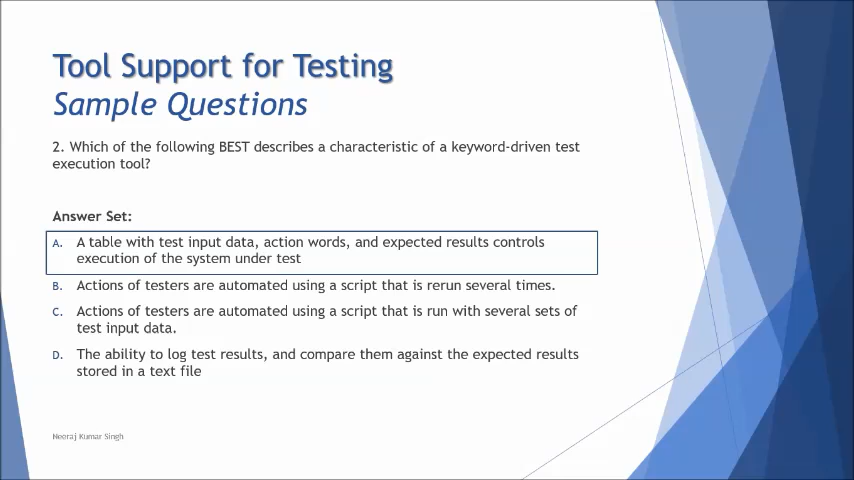 Tool Support for Testing
Sample Questions
2. Which of the following BEST describes a characteristic of a keyword-driven test
execution tool?
Answer Set:
A. A table with test input data, action words, and expected results controls
execution of the system under test
B. Actions of testers are automated using a script that is rerun several times.
C. Actions of testers are automated using a script that is run with several sets of
test input data.
D. The ability to log test results, and compare them against the expected results
stored in a text file
Neeraj Kumar Singh